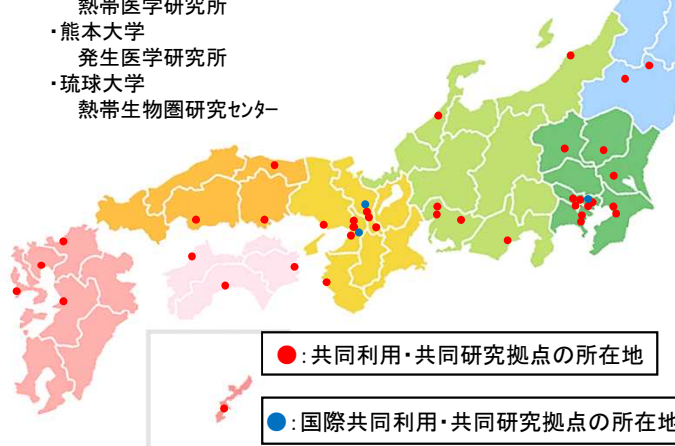 熱帯医学研究所
・熊本大学
発生医学研究所
・琉球大学
熱帯生物圏研究センター
●:共同利用・共同研究拠点の所在地
●:国際共同利用・共同研究拠点の所在地